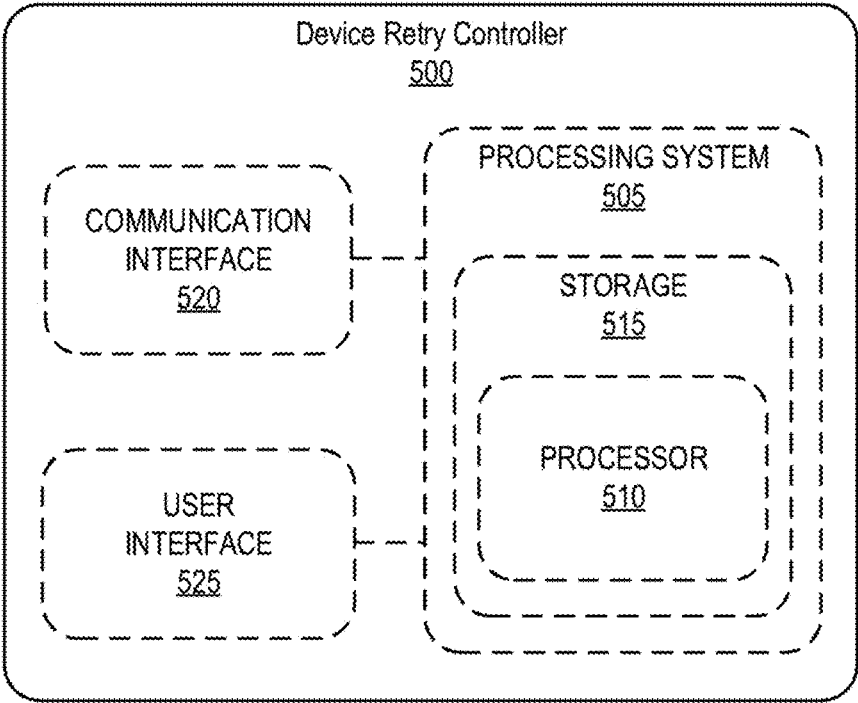 Device Retry Controller
500
COMMUNICATION
INTERFACE
520
PROCESSING SYSTEM
505
STORAGE
515
PROCESSOR
510
USER
INTERFACE
525